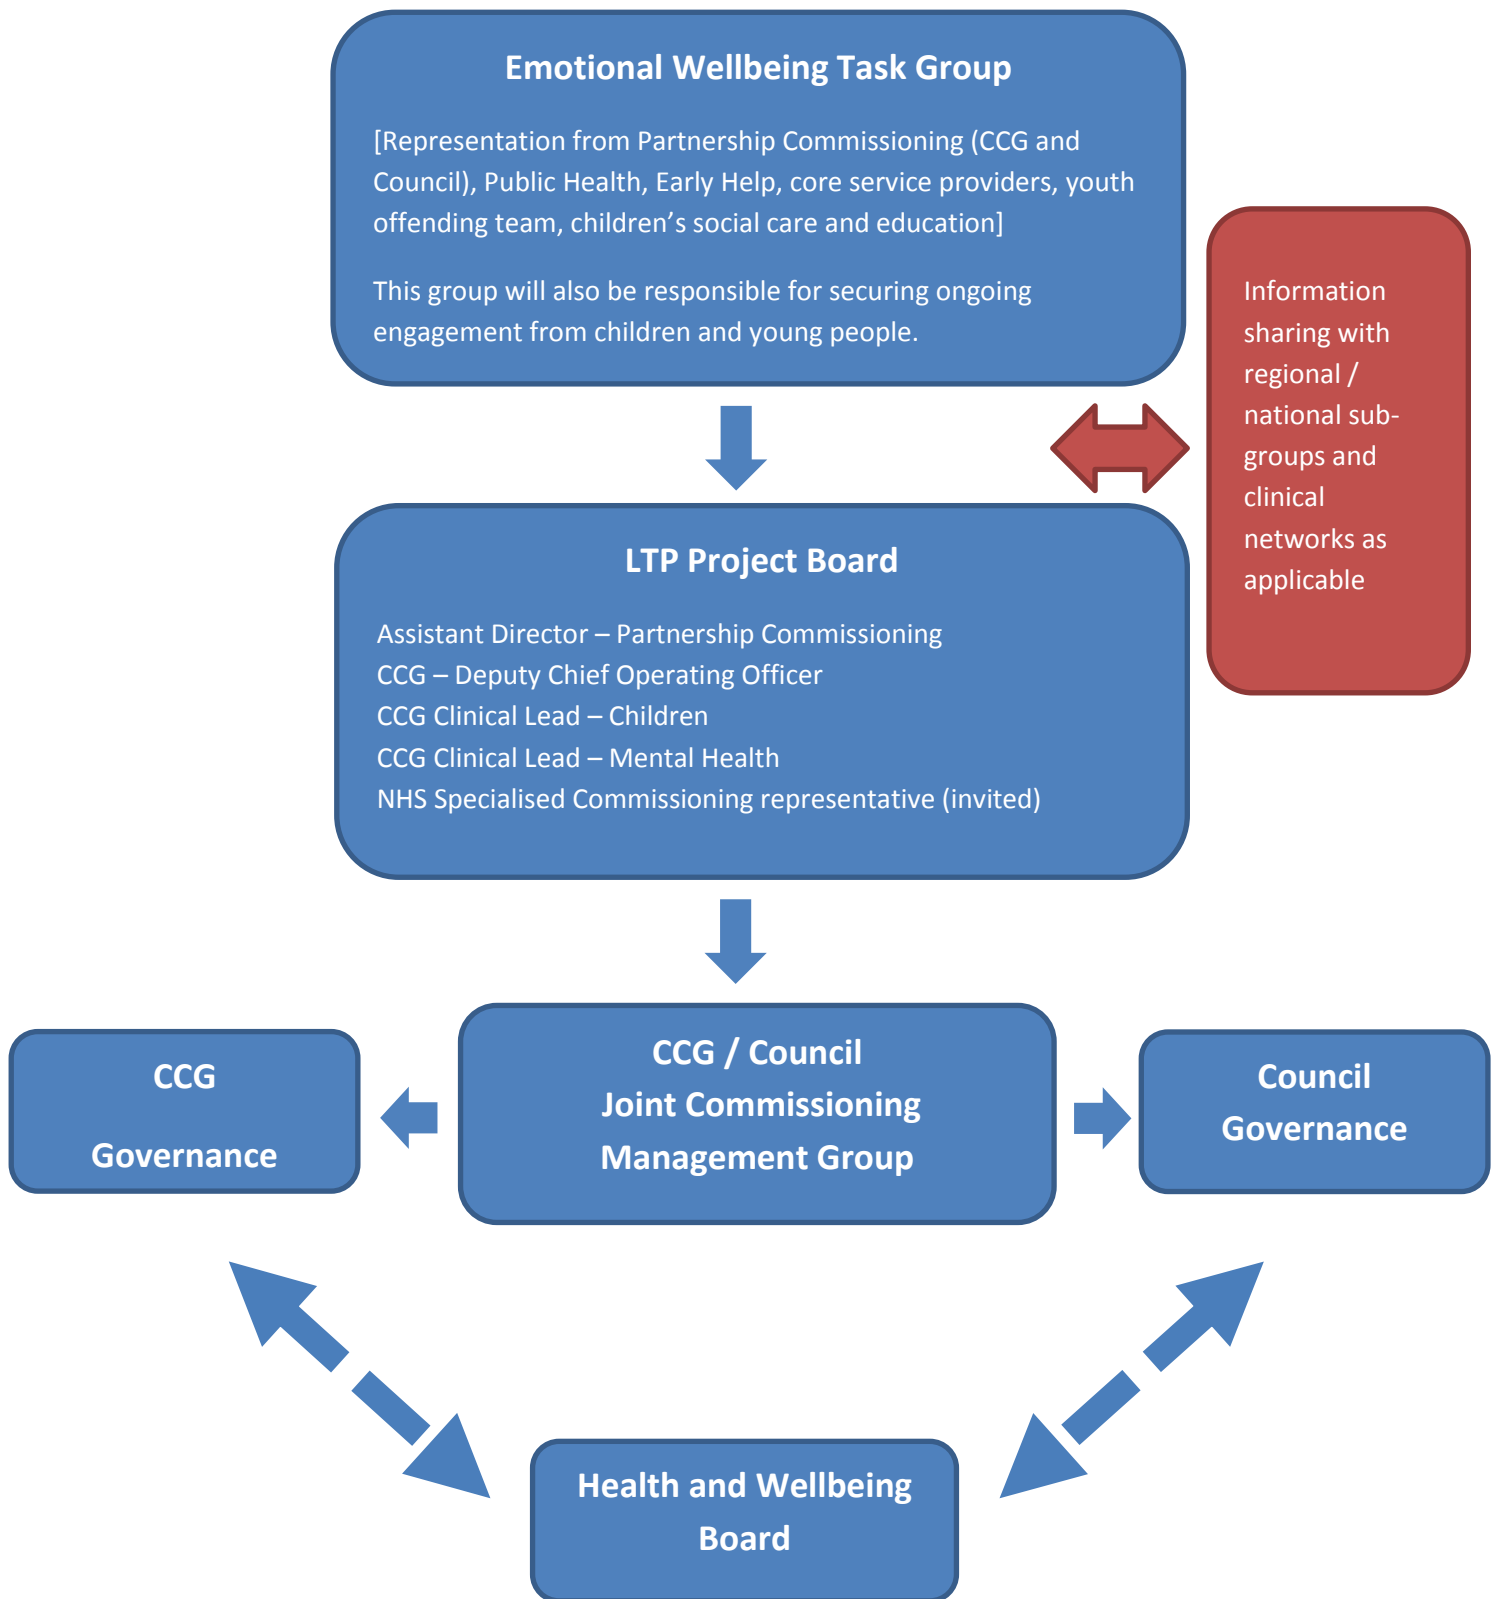 Emotional Wellbeing Task Group
[Representation from Partnership Commissioning (CCG and
Council), Public Health, Early Help, core service providers, youth
offending team, children’s social care and education]
This group will also be responsible for securing ongoing
engagement from children and young people.
Information
sharing with
regional /
national sub-
groups and
clinical
networks as
applicable
LTP Project Board
Assistant Director – Partnership Commissioning
CCG – Deputy Chief Operating Officer
CCG Clinical Lead – Children
CCG Clinical Lead – Mental Health
NHS Specialised Commissioning representative (invited)
CCG
Governance
CCG / Council
Joint Commissioning
Management Group
Council
Governance
Health and Wellbeing
Board